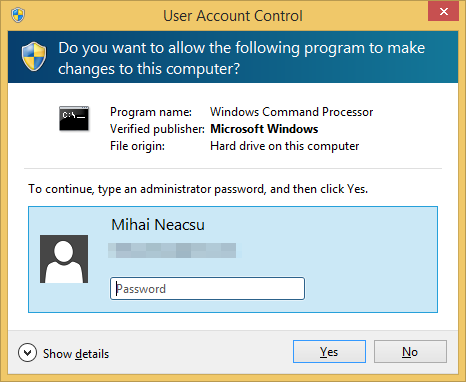 User Account Control
Do you want to allow the following program to make
changes to this computer?
C:\_
Program name: Windows Command Processor
Verified publisher: Microsoft Windows
File origin: Hard drive on this computer
To continue, type an administrator password, and then click Yes.
Mihai Neacsu
Password
Show details
Yes
No